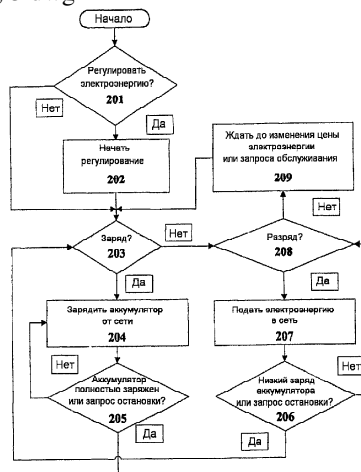 Начало
Регулировать
электроэнергию?
201
Нет
Да
Начать
регулирование
202
Ждать до изменения цены
электроэнергии
или запроса обслуживания
209
Нет
Заряд?
203
Нет
Разряд?
208
Да
Да
Зарядить аккумулятор
от сети
204
Подать электроэнергию
в сеть
207
Нет
Аккумулятор
полностью заряжен
или запрос остановки?
205
Да
Низкий заряд
аккумулятора
или запрос остановки?
206
Нет
Да